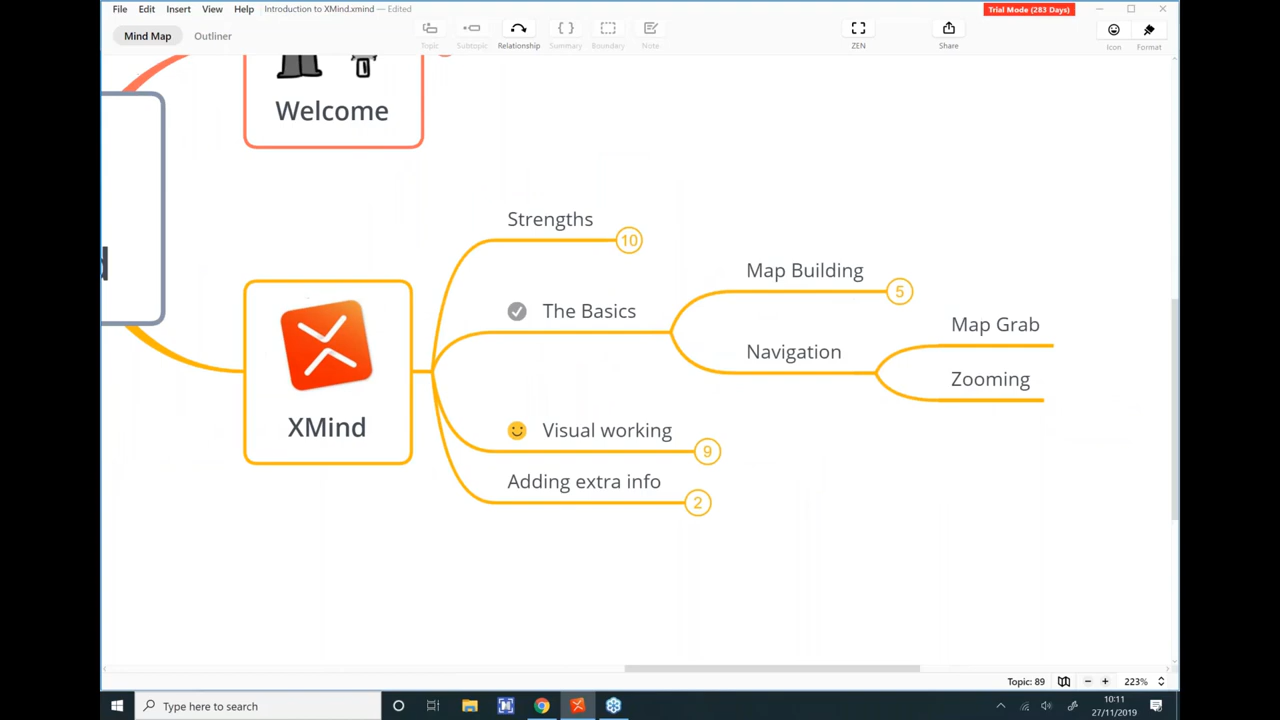 File Edit Insert View Help Introduction to XMind.xmind — Edited Trial Mode (283 Days)
Mind Map Outliner
Topic Subtopic Relationship Summary Boundary Note ZEN Share Icon Format
Welcome
Strengths
10
Map Building
5
The Basics
Map Grab
Navigation
Zooming
XMind
Visual working
9
Adding extra info
2
Topic: 89 223%
Type here to search
10:11
27/11/2019